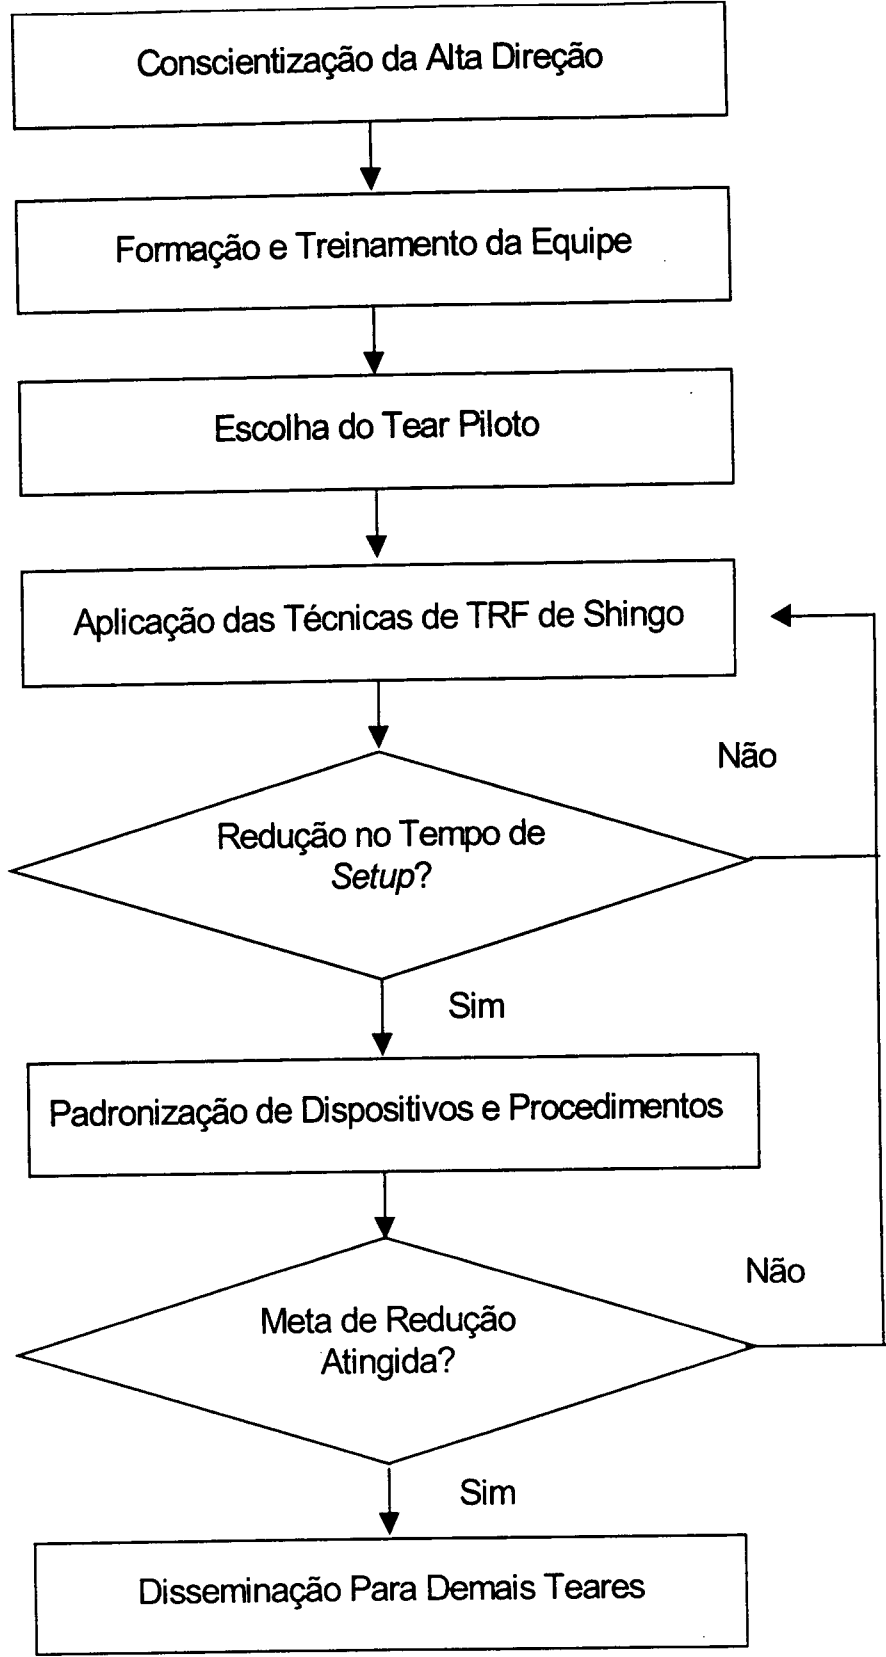 Conscientização da Alta Direção
Formação e Treinamento da Equipe
Escolha do Tear Piloto
Aplicação das Técnicas de TRF de Shingo
Não
Redução no Tempo de
Setup?
Sim
Padronização de Dispositivos e Procedimentos
Não
Meta de Redução
Atingida?
Sim
Disseminação Para Demais Teares